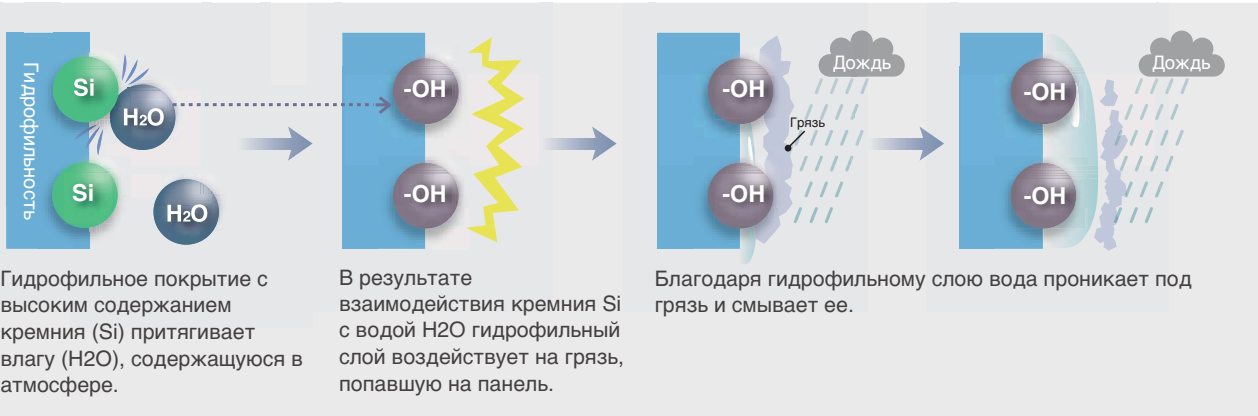 Гидрофильность
Si
H2O
Si
H2O
-OH
-OH
-OH
-OH
Грязь
Дождь
-OH
-OH
Дождь
Гидрофильное покрытие с
высоким содержанием
кремния (Si) притягивает
влагу (H2O), содержащуюся в
атмосфере.
В результате
взаимодействия кремния Si
с водой H2O гидрофильный
слой воздействует на грязь,
попавшую на панель.
Благодаря гидрофильному слою вода проникает под
грязь и смывает ее.